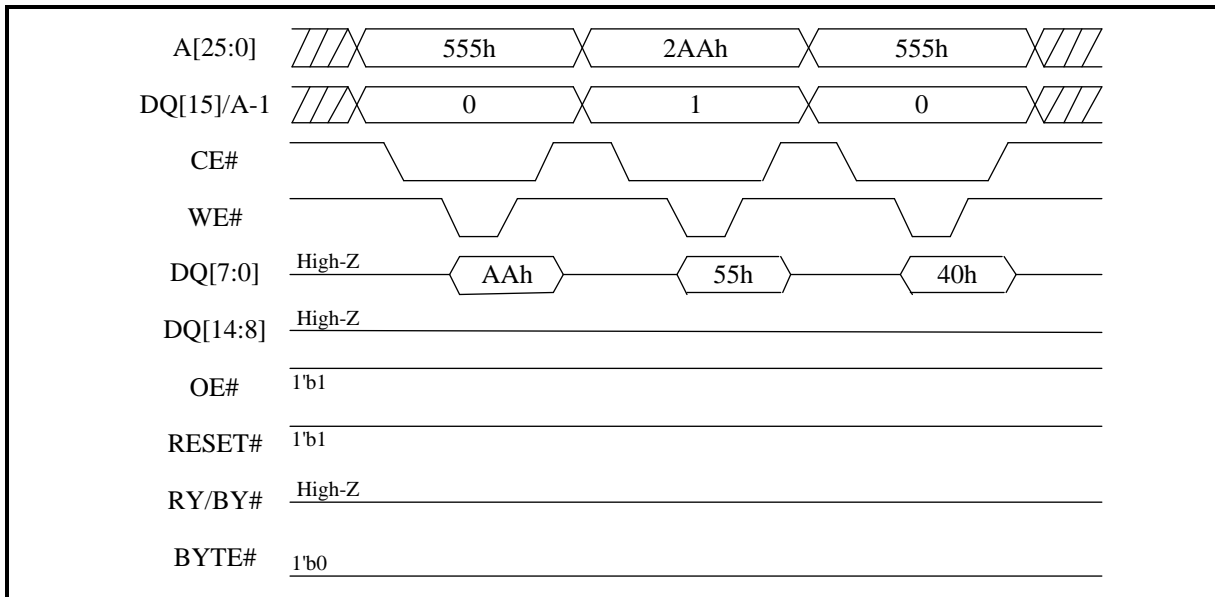 A[25:0] 555h 2AAh 555h
DQ[15]/A-1 0 1 0
CE#
WE#
DQ[7:0] High-Z AAh 55h 40h
DQ[14:8] High-Z
OE# 1'b1
RESET# 1'b1
RY/BY# High-Z
BYTE# 1'b0